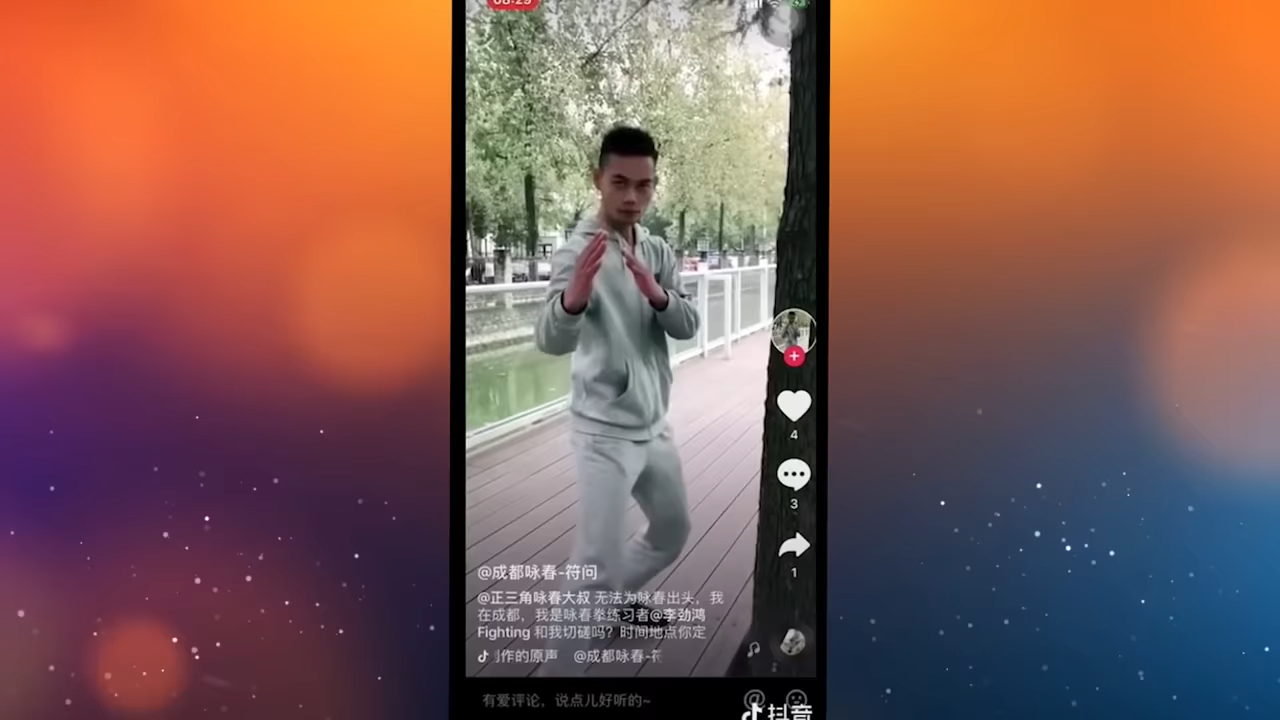 08:29
4
3
1
@成都咏春-符问
@正三角咏春大叔 无法为咏春出头，我
在成都，我是咏春拳练习者@李劲鸿
Fighting 和我切磋吗？时间地点你定
作的原声 @成都咏春-符
有爱评论，说点儿好听的~
抖音